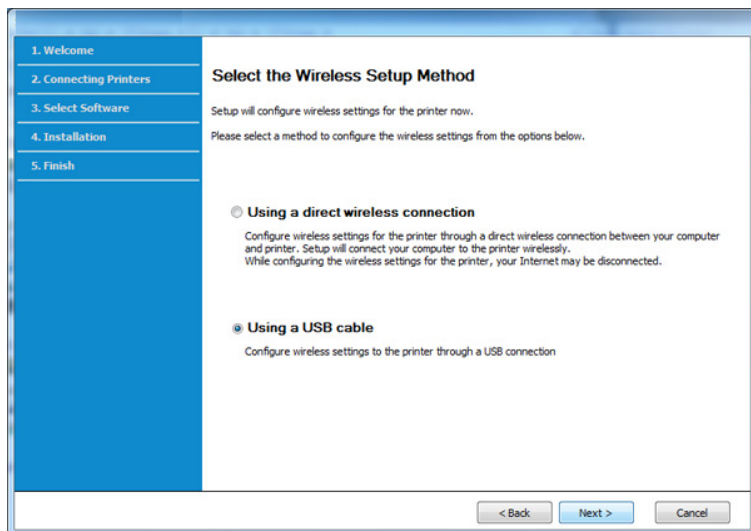 1. Welcome
2. Connecting Printers
3. Select Software
4. Installation
5. Finish
Select the Wireless Setup Method
Setup will configure wireless settings for the printer now.
Please select a method to configure the wireless settings from the options below.
Using a direct wireless connection
Configure wireless settings for the printer through a direct wireless connection between your computer
and printer. Setup will connect your computer to the printer wirelessly.
While configuring the wireless settings for the printer, your Internet may be disconnected.
Using a USB cable
Configure wireless settings to the printer through a USB connection
< Back
Next >
Cancel